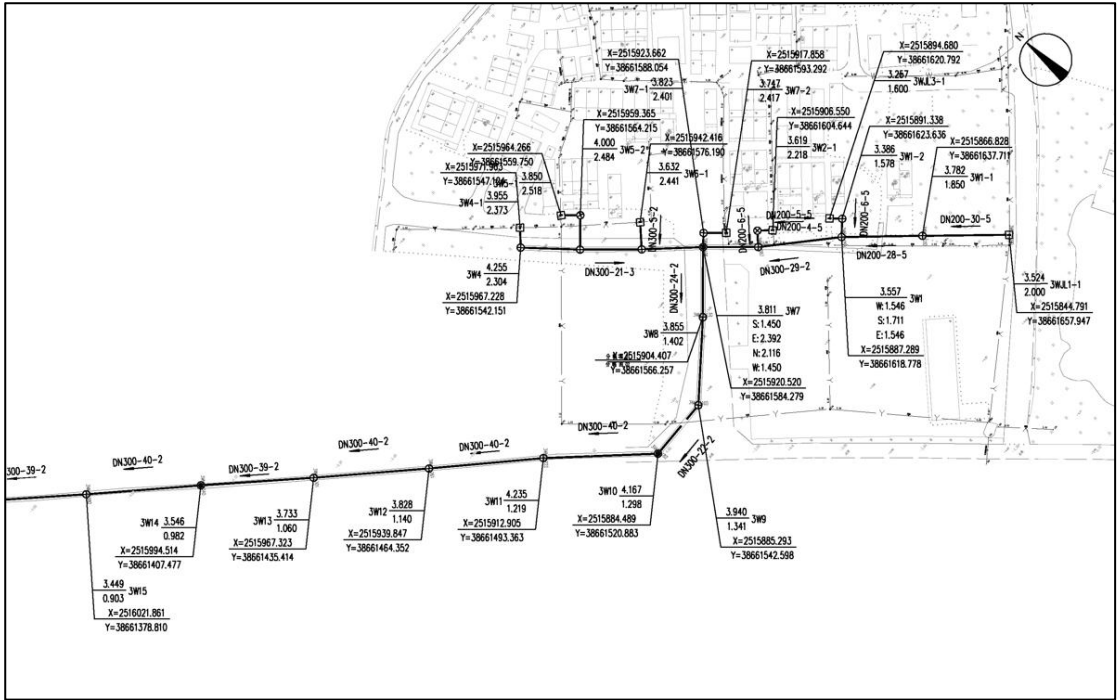 N
X=2515923.662
Y=38661588.054
3.823
2.401
3W7-1
X=2515917.858
Y=38661593.292
3.747
2.417
3W7-2
X=2515894.680
Y=38661620.792
3.267
1.600
3WJL3-1
X=2515959.365
Y=38661564.215
4.000
2.484
3W5-2
X=2515906.550
Y=38661604.644
3.619
2.218
3W2-1
X=2515891.338
Y=38661623.636
3.386
1.578
3W1-2
X=2515964.266
Y=38661559.750
3.850
2.518
X=2515942.416
Y=38661576.190
3.632
2.441
3W6-1
X=2515866.828
3.782
1.850
3W1-1
3W4-1
3.955
2.373
DN300-5-2
DN200-6-5
DN200-5-5
DN200-4-5
DN200-6-5
DN200-30-5
DN300-21-3
DN300-29-2
DN200-28-5
DN300-24-2
3W4
4.255
2.304
X=2515967.228
Y=38661542.151
3.524
2.000
3WJL1-1
X=2515844.791
Y=38661657.947
3.557
3W1
W:1.546
S:1.711
E:1.546
X=2515887.289
Y=38661618.778
3.811
3W7
S:1.450
E:2.392
N:2.116
W:1.450
X=2515920.520
Y=38661584.279
3W8
3.855
1.402
X=2515904.407
Y=38661566.257
DN300-40-2
DN300-22-2
DN300-40-2
DN300-40-2
DN300-40-2
DN300-39-2
3W10
4.167
1.298
X=2515884.489
Y=38661520.883
3.940
1.341
3W9
X=2515885.293
Y=38661542.598
3W11
4.235
1.219
X=2515912.905
Y=38661493.363
3W12
3.828
1.140
X=2515939.847
Y=38661464.352
3W13
3.733
1.060
X=2515967.323
Y=38661435.414
3W14
3.546
0.982
X=2515994.514
Y=38661407.477
3.449
0.903
3W15
X=2516021.861
Y=38661378.810